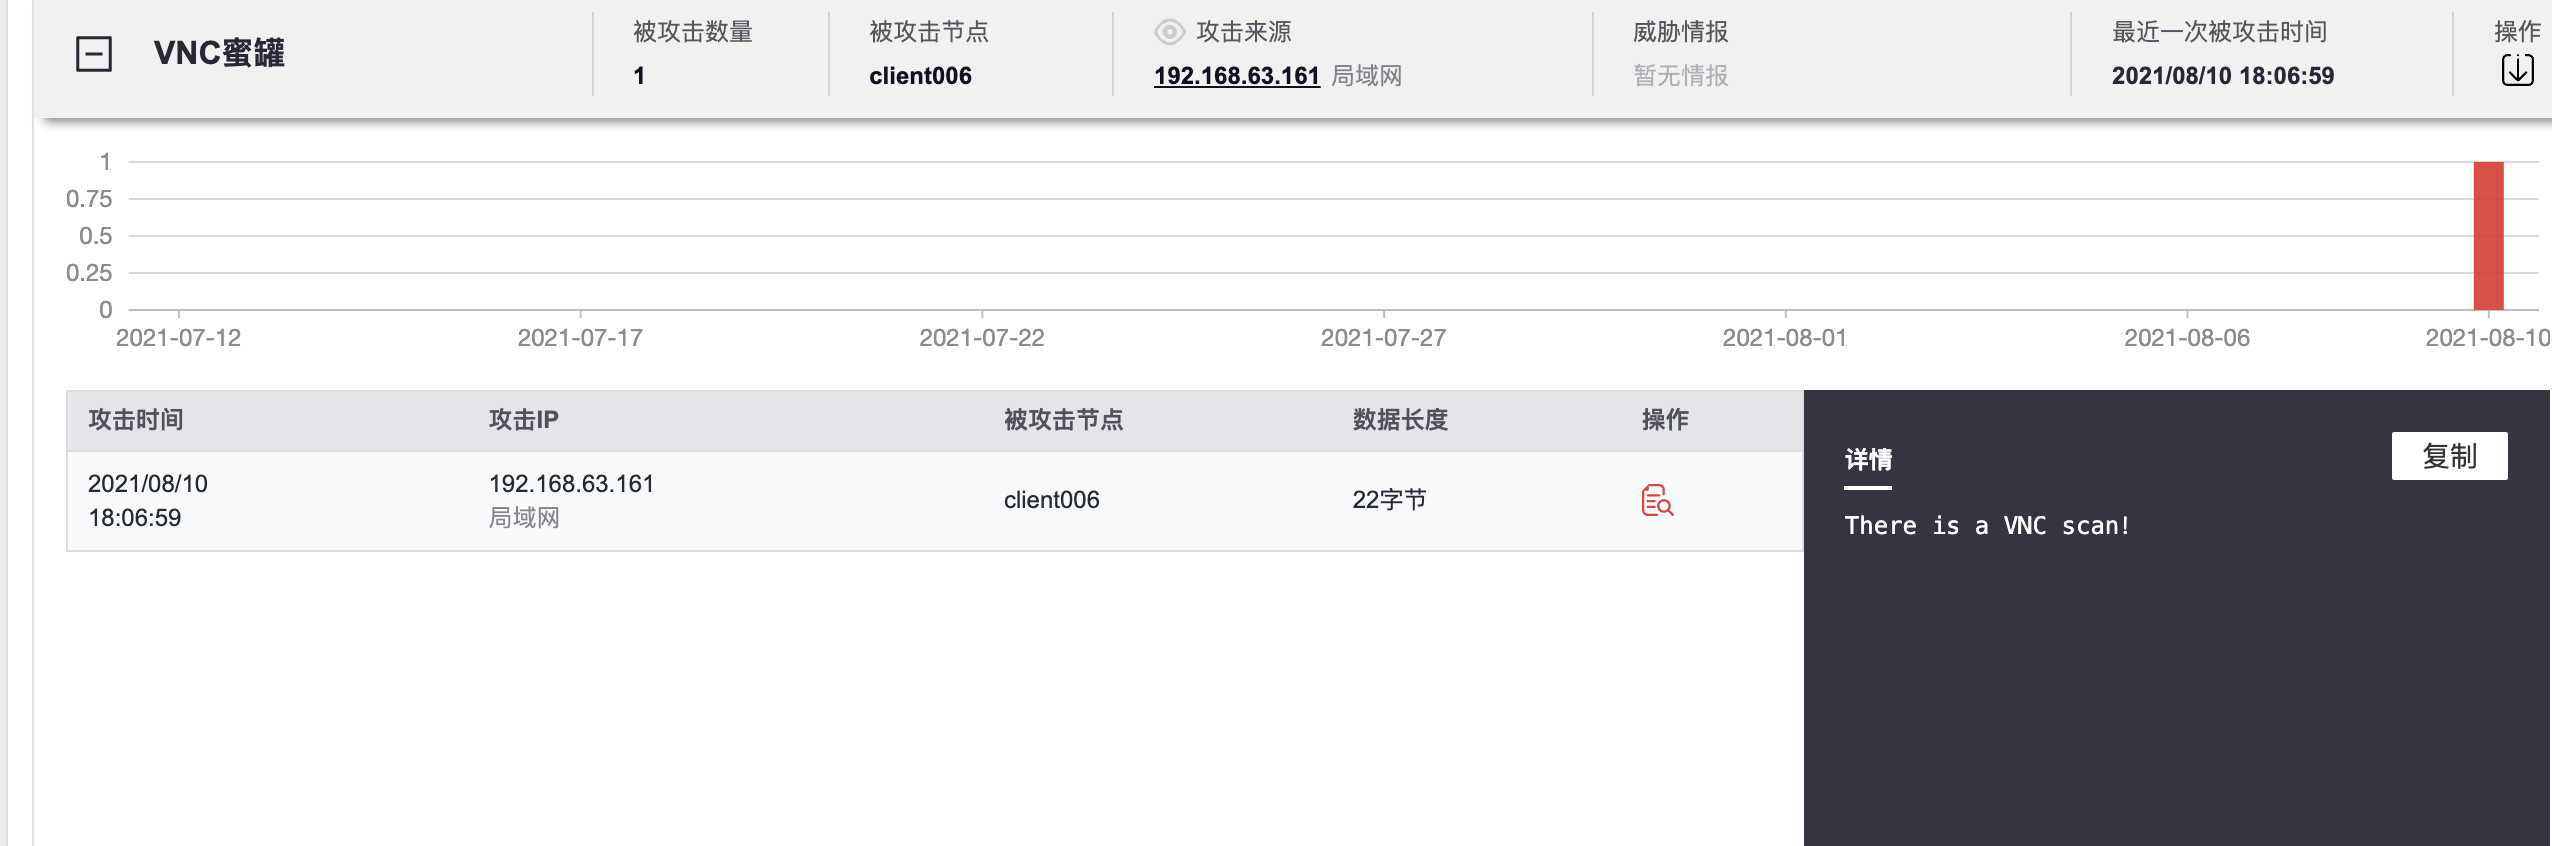 VNC蜜罐
被攻击数量
1
被攻击节点
client006
攻击来源
192.168.63.161 局域网
威胁情报
暂无情报
最近一次被攻击时间
2021/08/10 18:06:59
操作
1
0.75
0.5
0.25
0
2021-07-12 2021-07-17 2021-07-22 2021-07-27 2021-08-01 2021-08-06 2021-08-10
攻击时间 攻击IP 被攻击节点 数据长度 操作
2021/08/10
18:06:59
192.168.63.161
局域网
client006
22字节
详情
复制
There is a VNC scan!